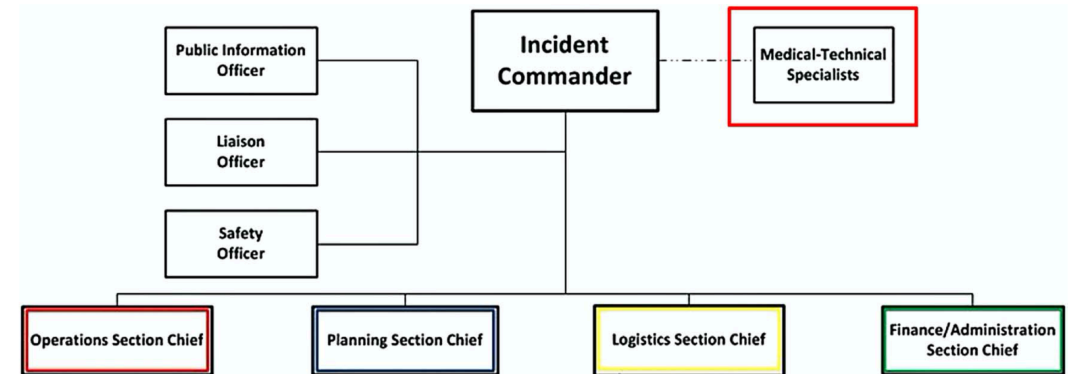 Public Information
Officer
Incident
Commander
Medical-Technical
Specialists
Liaison
Officer
Safety
Officer
Operations Section Chief
Planning Section Chief
Logistics Section Chief
Finance/Administration
Section Chief